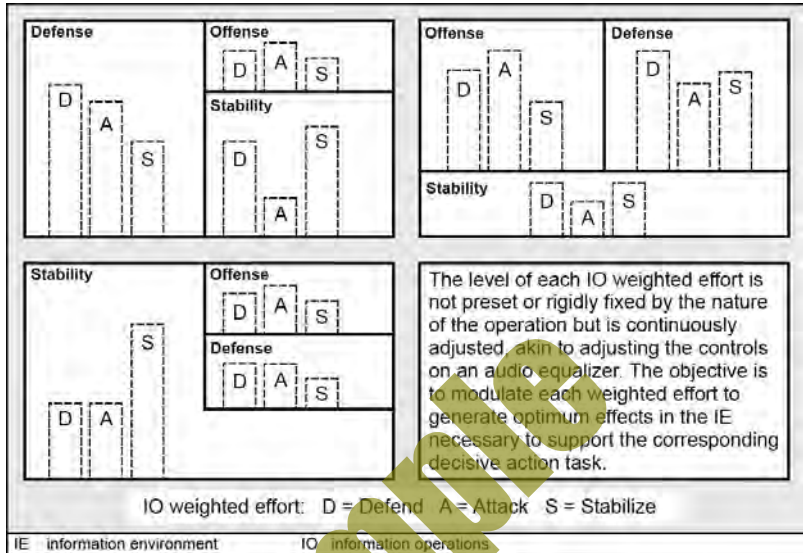 Defense
D
A
S
Offense
D A S
Stability
D
A
S
Offense
D
A
S
Defense
D
A
S
Stability
D A S
Stability
D A
S
Offense
D A S
Defense
D A S
The level of each IO weighted effort is
not preset or rigidly fixed by the nature
of the operation but is continuously
adjusted, akin to adjusting the controls
on an audio equalizer. The objective is
to modulate each weighted effort to
generate optimum effects in the IE
necessary to support the corresponding
decisive action task.
IO weighted effort: D = Defend A = Attack S = Stabilize
IE information environment IO information operations